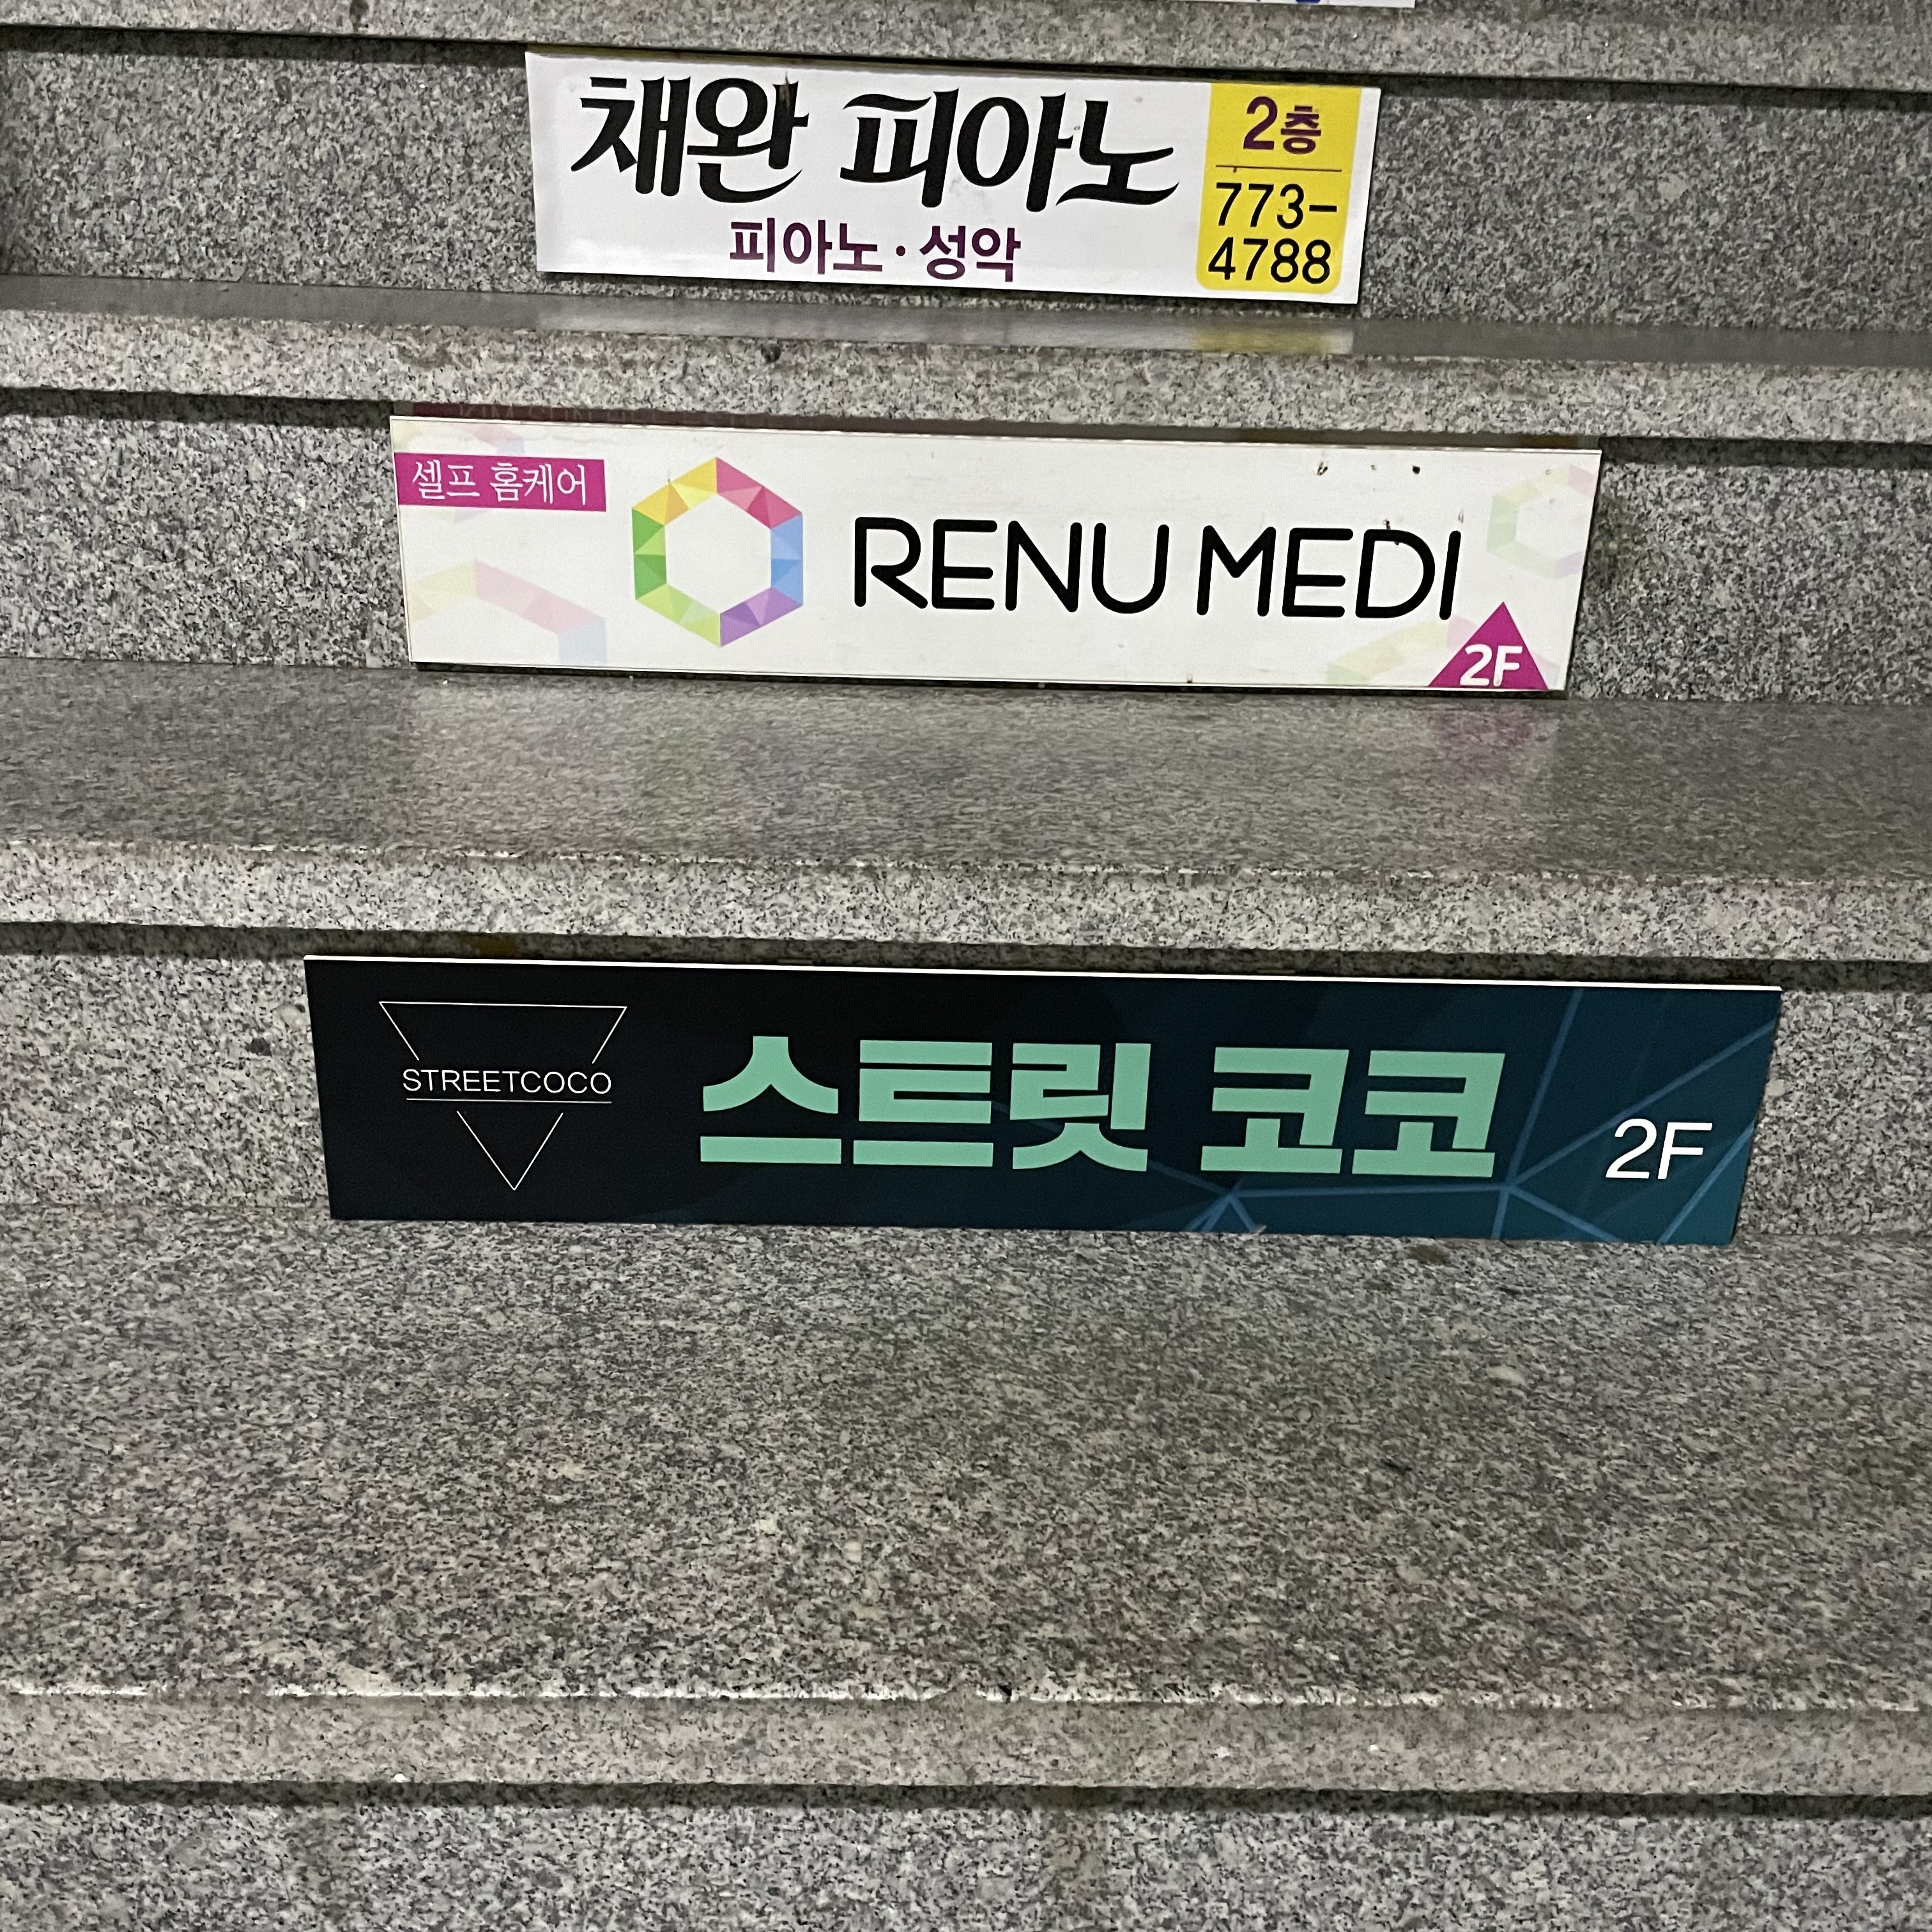 채완 피아노
피아노·성악
2층
773-
4788
셀프 홈케어
RENU MEDI
2F
STREETCOCO
스트릿 코코
2F